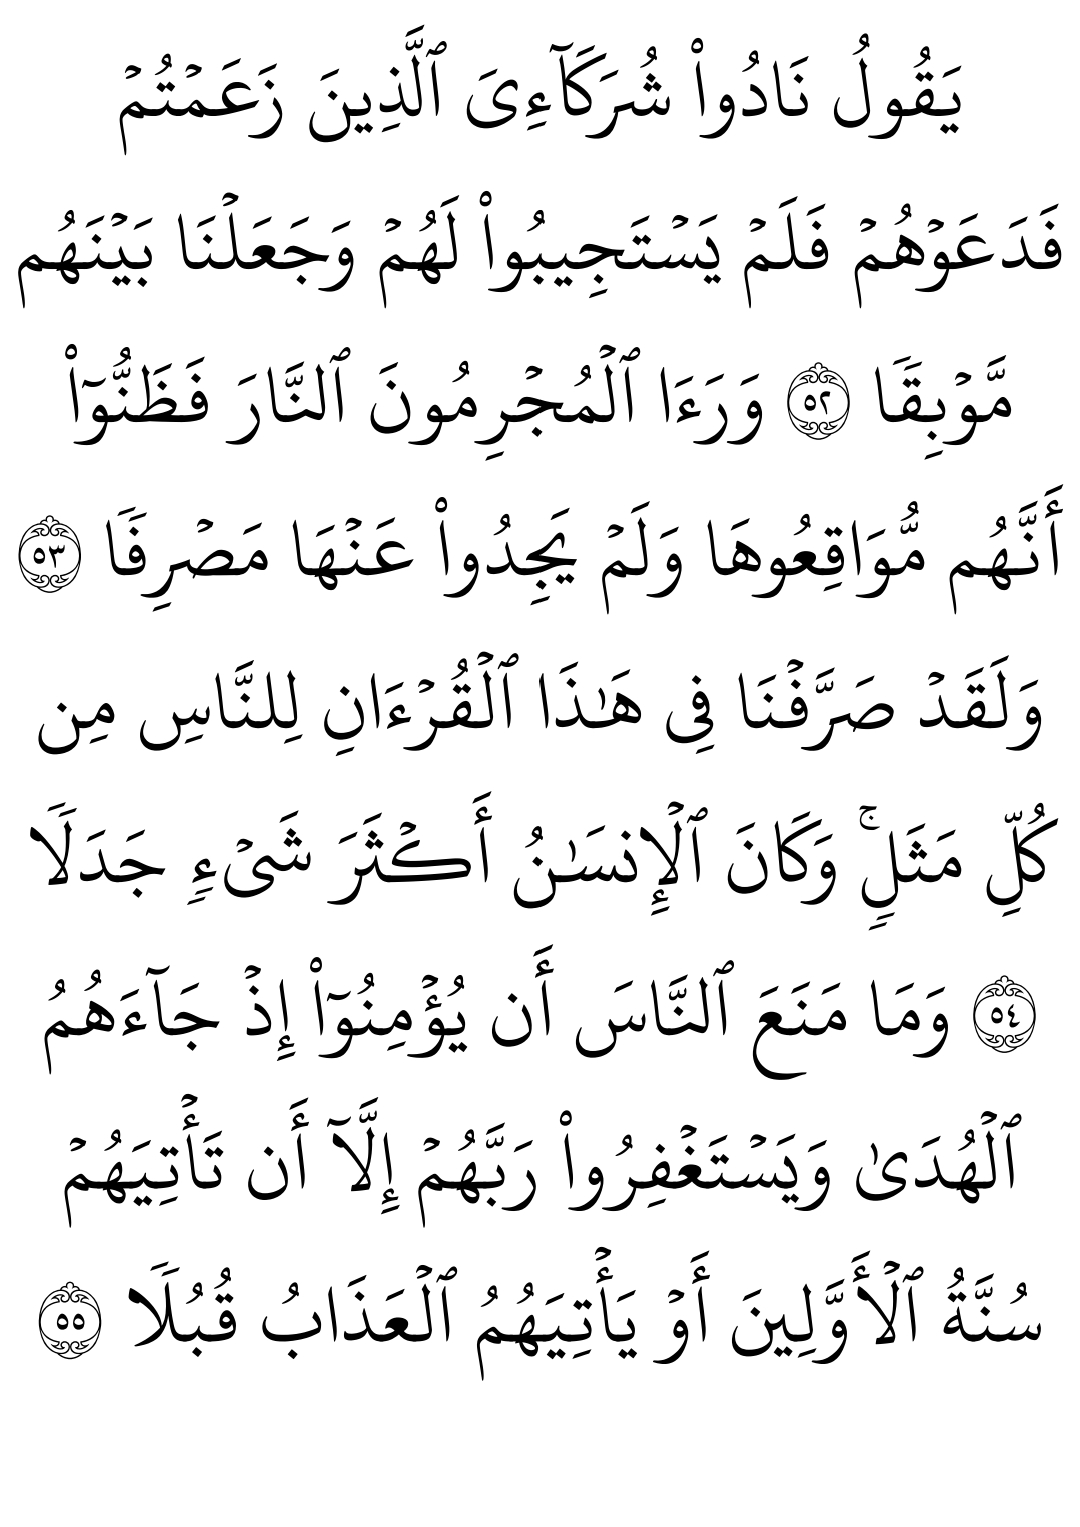 يَقُولُ نَادُوا۟ شُرَكَآءِىَ ٱلَّذِينَ زَعَمْتُمْ
فَدَعَوْهُمْ فَلَمْ يَسْتَجِيبُوا۟ لَهُمْ وَجَعَلْنَا بَيْنَهُم
مَّوْبِقًا ٥٢ وَرَءَا ٱلْمُجْرِمُونَ ٱلنَّارَ فَظَنُّوٓا۟
أَنَّهُم مُّوَاقِعُوهَا وَلَمْ يَجِدُوا۟ عَنْهَا مَصْرِفًا ٥٣
وَلَقَدْ صَرَّفْنَا فِى هَـٰذَا ٱلْقُرْءَانِ لِلنَّاسِ مِن
كُلِّ مَثَلٍۢ ۚ وَكَانَ ٱلْإِنسَـٰنُ أَكْثَرَ شَىْءٍۢ جَدَلًا
٥٤ وَمَا مَنَعَ ٱلنَّاسَ أَن يُؤْمِنُوٓا۟ إِذْ جَآءَهُمُ
ٱلْهُدَىٰ وَيَسْتَغْفِرُوا۟ رَبَّهُمْ إِلَّآ أَن تَأْتِيَهُمْ
سُنَّةُ ٱلْأَوَّلِينَ أَوْ يَأْتِيَهُمُ ٱلْعَذَابُ قُبُلًا ٥٥